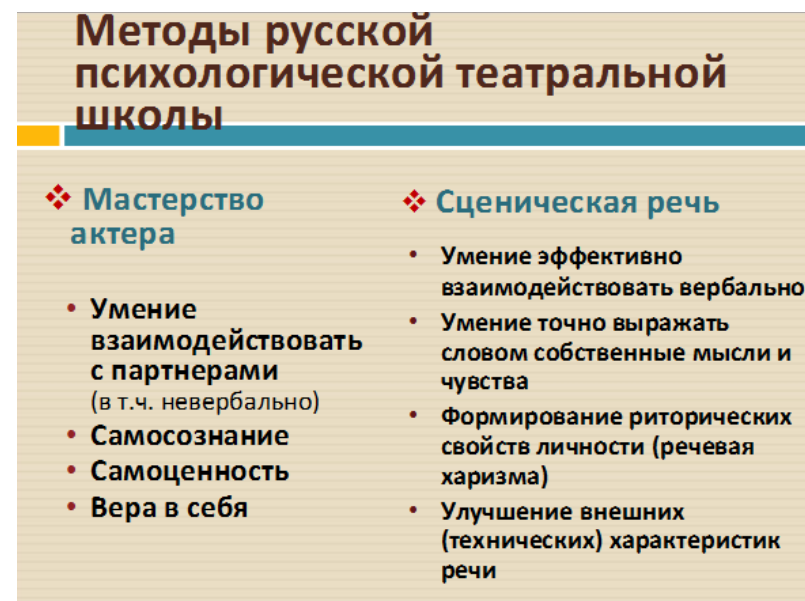 Методы русской
психологической театральной
школы
Мастерство
актера
• Умение
взаимодействовать
с партнерами
(в т.ч. невербально)
• Самосознание
• Самоценность
• Вера в себя
Сценическая речь
• Умение эффективно
взаимодействовать вербально
• Умение точно выражать
словом собственные мысли и
чувства
• Формирование риторических
свойств личности (речевая
харизма)
• Улучшение внешних
(технических) характеристик
речи